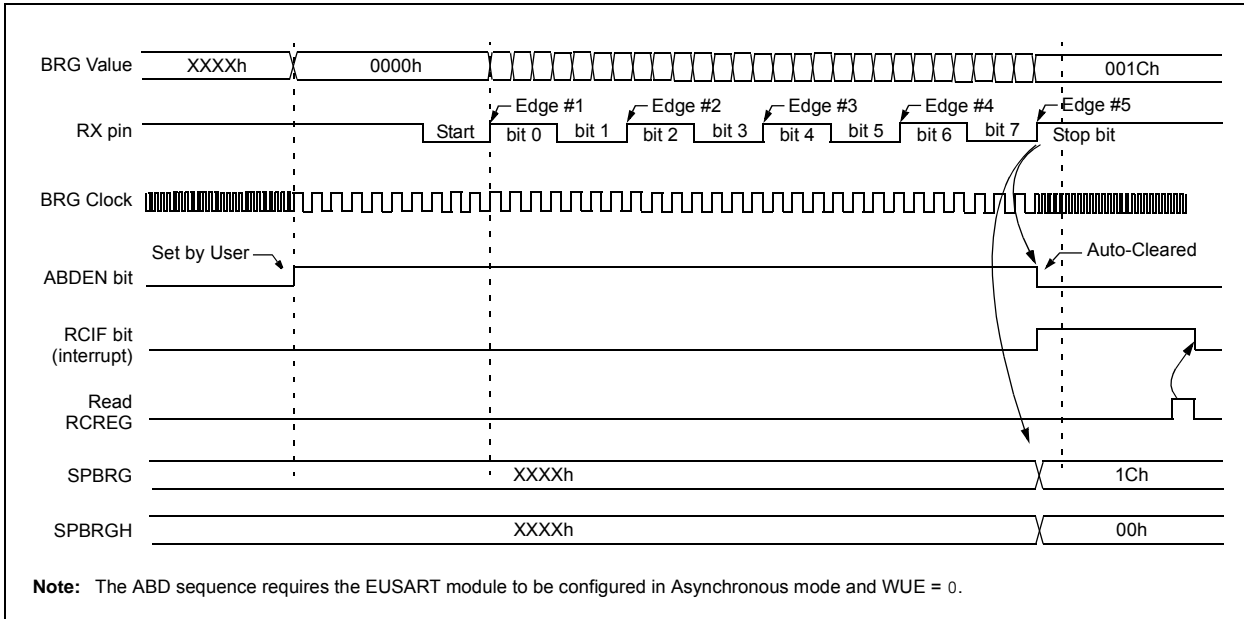 BRG Value XXXXh 0000h 001Ch
Edge #1 Edge #2 Edge #3 Edge #4 Edge #5
RX pin Start bit 0 bit 1 bit 2 bit 3 bit 4 bit 5 bit 6 bit 7 Stop bit
BRG Clock
Set by User Auto-Cleared
ABDEN bit
RCIF bit
(interrupt)
Read
RCREG
SPBRG XXXXh 1Ch
SPBRGH XXXXh 00h
Note: The ABD sequence requires the EUSART module to be configured in Asynchronous mode and WUE = 0.